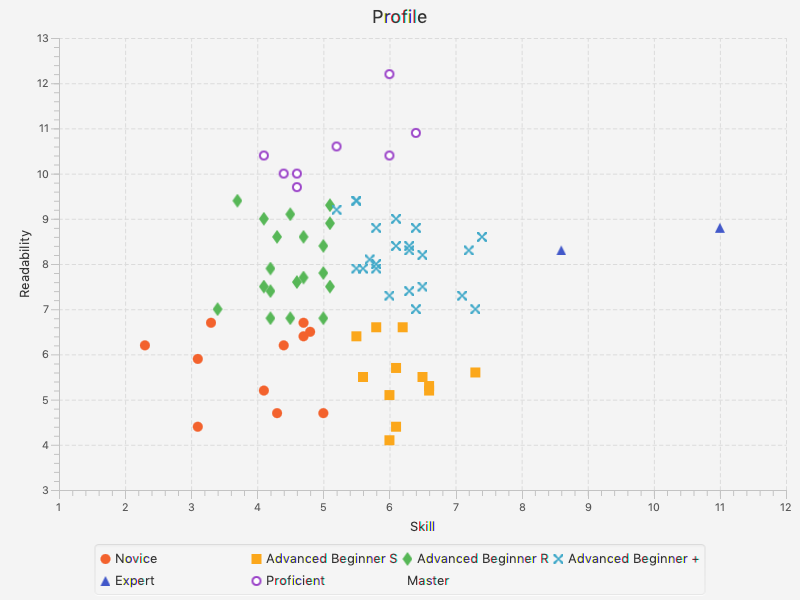 Profile
13
12
11
10
9
8
7
6
5
4
3
Readability
1 2 3 4 5 6 7 8 9 10 11 12
Skill
Novice Advanced Beginner S Advanced Beginner R Advanced Beginner +
Expert Proficient Master